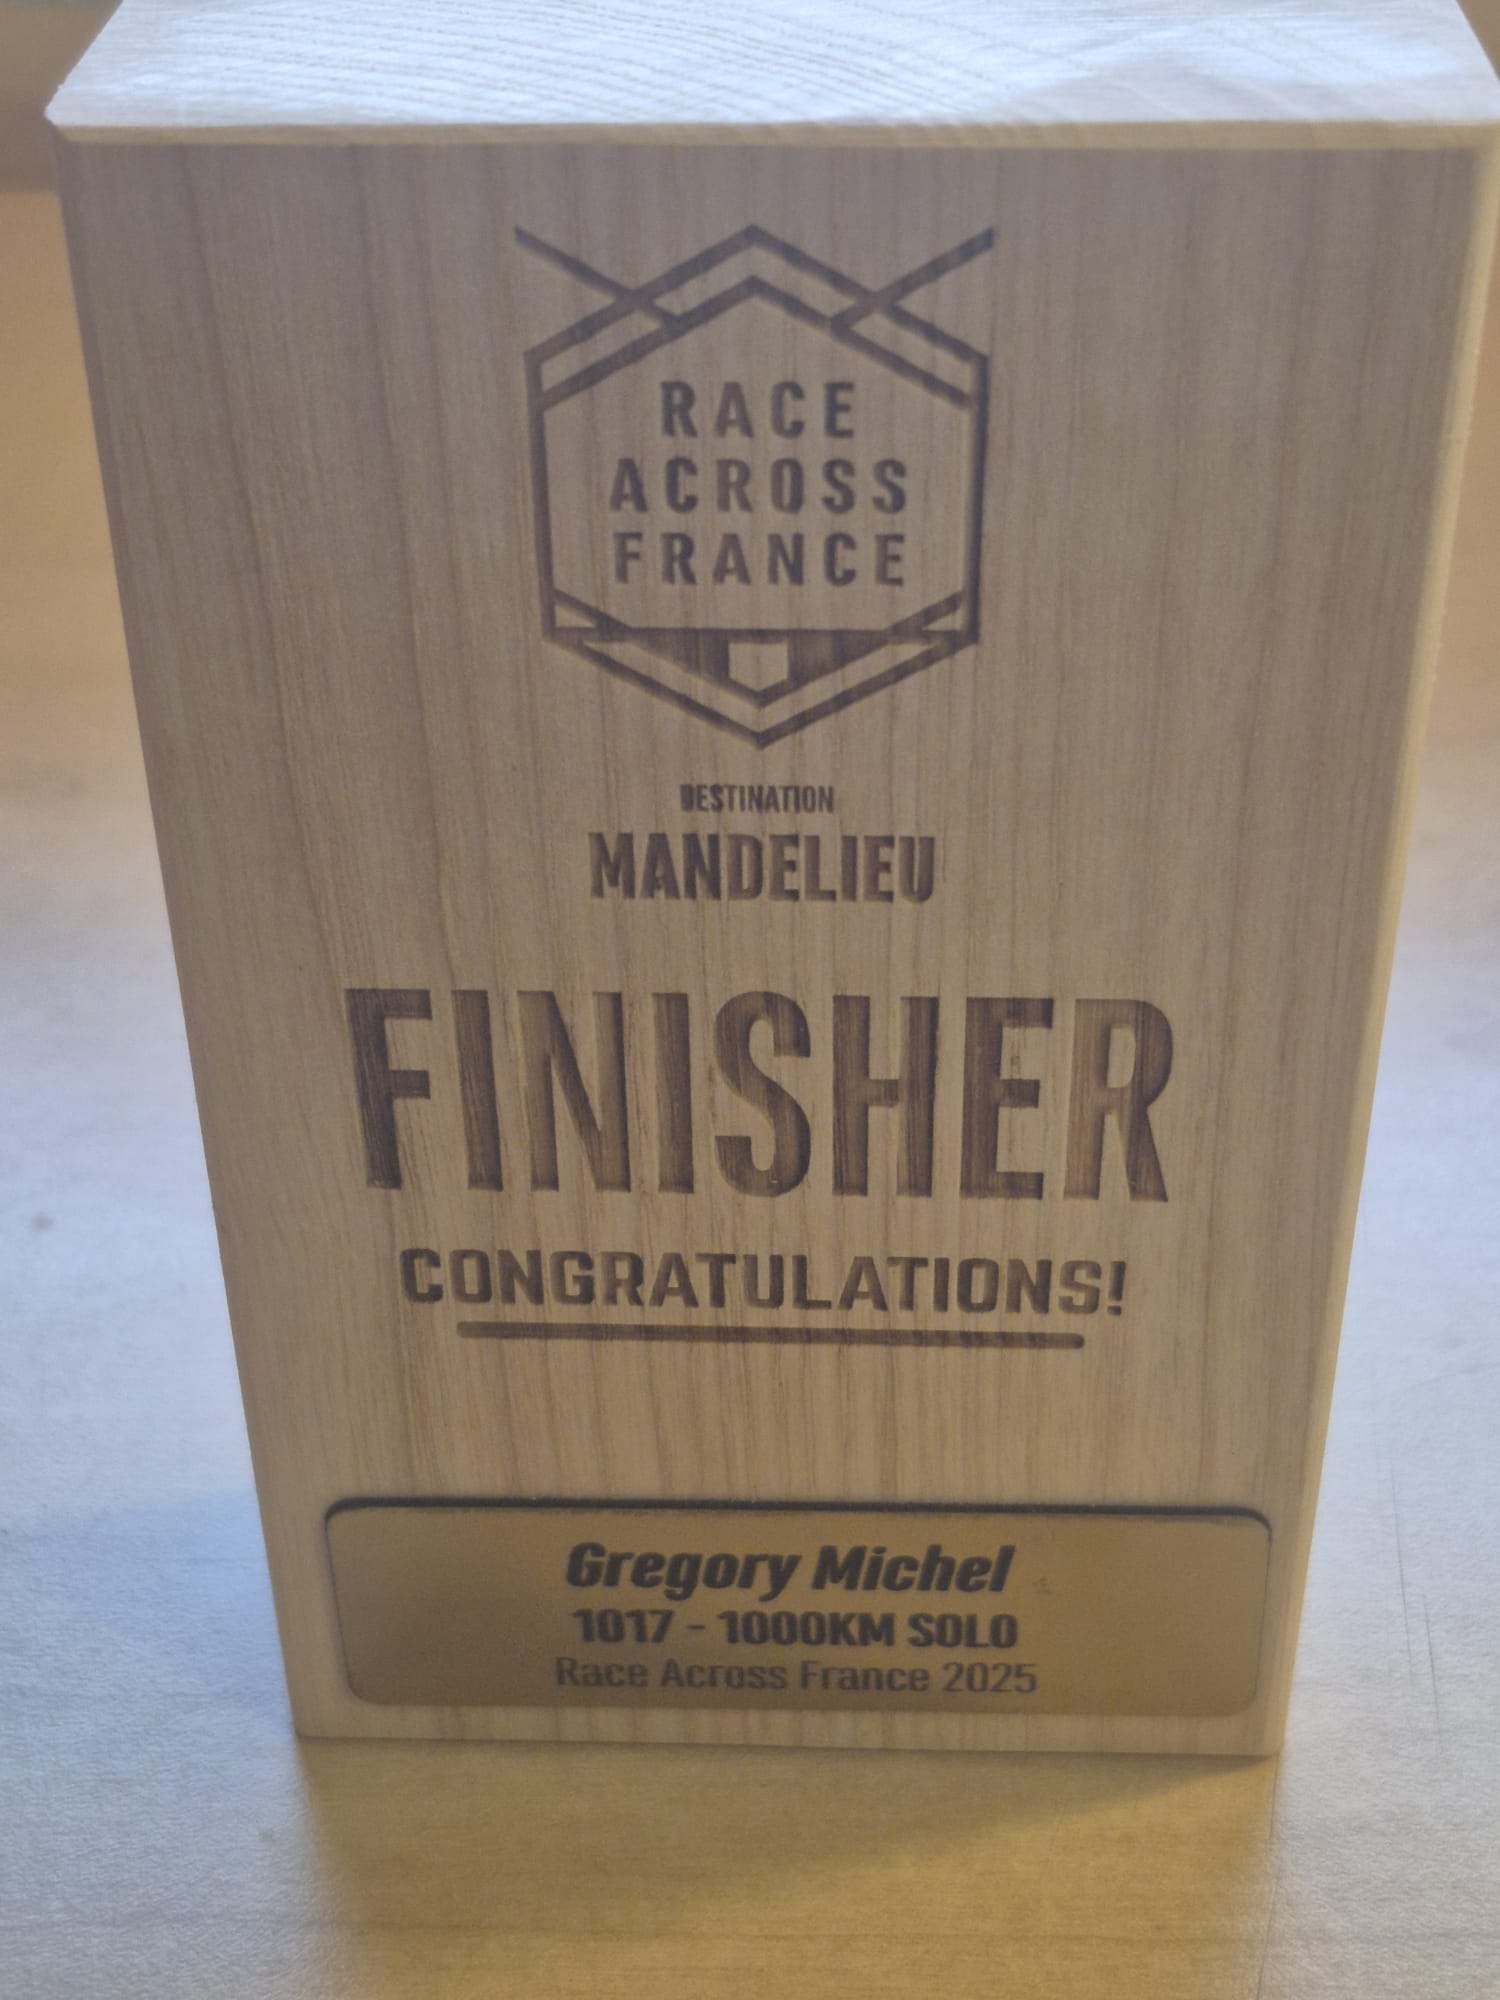 RACE
ACROSS
FRANCE
DESTINATION
MANDELIEU
FINISHER
CONGRATULATIONS!
Gregory Michel
1017 - 1000KM SOLO
Race Across France 2025